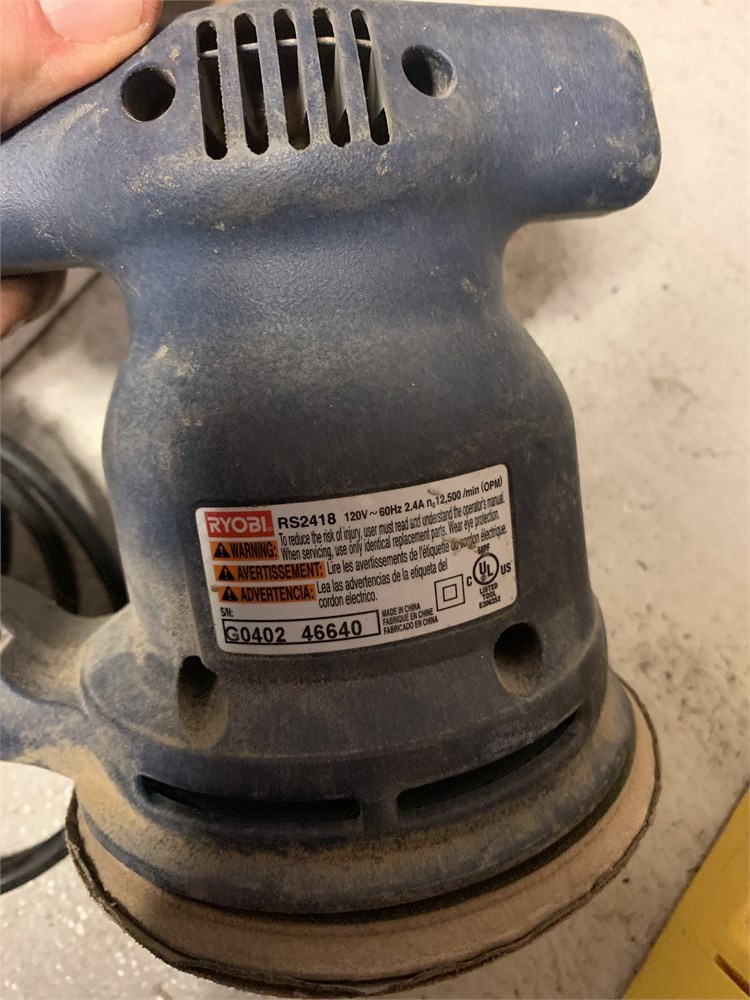 RYOBI RS2418 120V~60Hz 2.4A n₀12,500 /min (OPM)
To reduce the risk of injury, user must read and understand the operator's manual.
WARNING: When servicing, use only identical replacement parts. Wear eye protection.
AVERTISSEMENT: Lire les avertissements de l'étiquette du cordon électrique.
ADVERTENCIA: Lea las advertencias de la etiqueta del
cordon electrico.
S/N:
G0402 46640
MADE IN CHINA
FABRIQUE EN CHINE
FABRICADO EN CHINA
C UL US
LISTED
TOOL